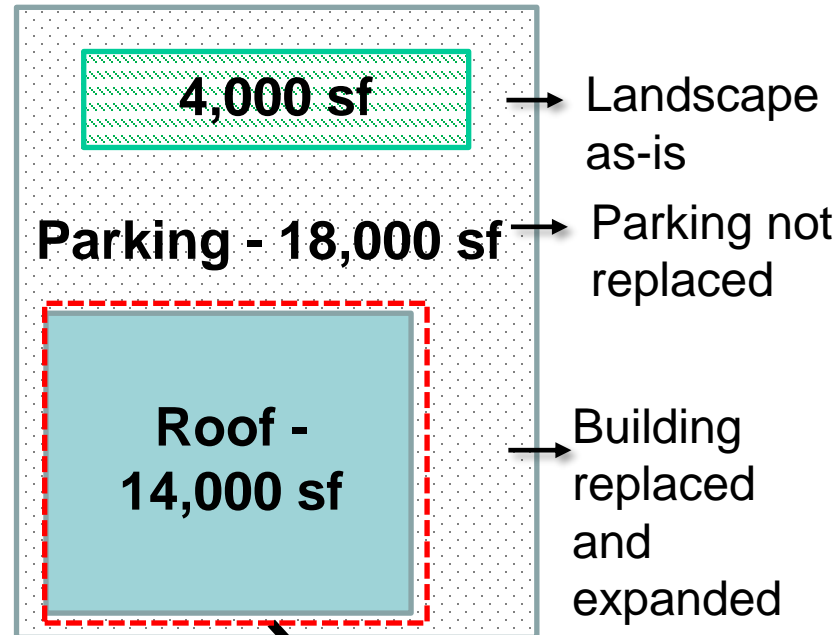 4,000 sf
Landscape
as-is
Parking - 18,000 sf
Parking not
replaced
Roof -
14,000 sf
Building
replaced
and
expanded